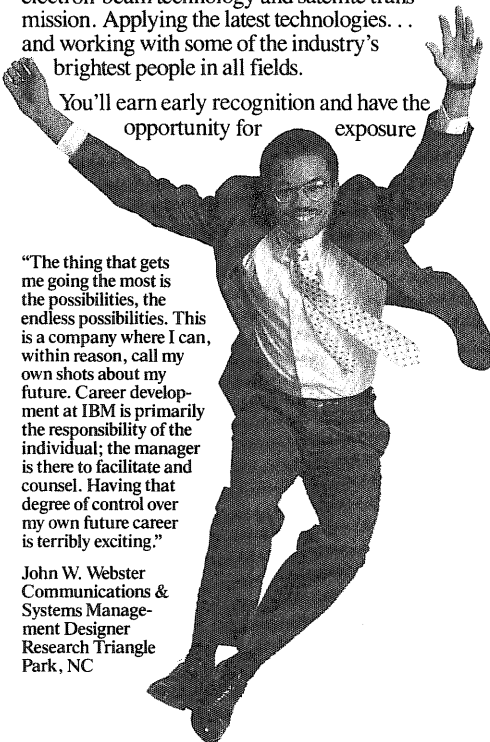 electron-beam technology and satellite trans-
mission. Applying the latest technologies. . .
and working with some of the industry's
brightest people in all fields.
You'll earn early recognition and have the
opportunity for exposure
"The thing that gets
me going the most is
the possibilities, the
endless possibilities. This
is a company where I can,
within reason, call my
own shots about my
future. Career develop-
ment at IBM is primarily
the responsibility of the
individual; the manager
is there to facilitate and
counsel. Having that
degree of control over
my own future career
is terribly exciting."
John W. Webster
Communications &
Systems Manage-
ment Designer
Research Triangle
Park, NC